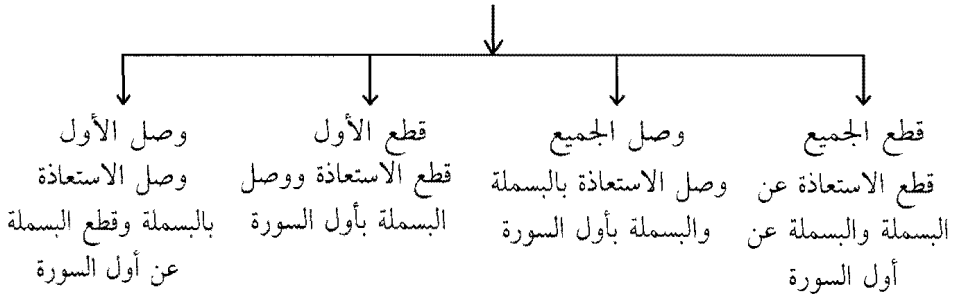 قطع الجميع
قطع الاستعاذة عن
البسملة والبسملة عن
أول السورة
وصل الجميع
وصل الاستعاذة بالبسملة
والبسملة بأول السورة
قطع الأول
قطع الاستعاذة ووصل
البسملة بأول السورة
وصل الأول
وصل الاستعاذة
بالبسملة وقطع البسملة
عن أول السورة